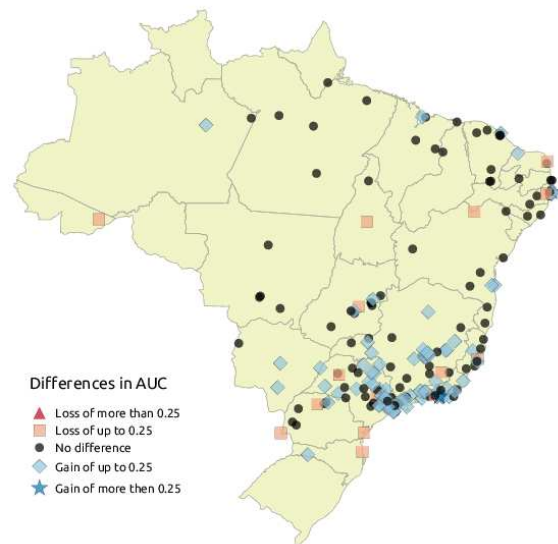 Differences in AUC
Loss of more than 0.25
Loss of up to 0.25
No difference
Gain of up to 0.25
Gain of more then 0.25